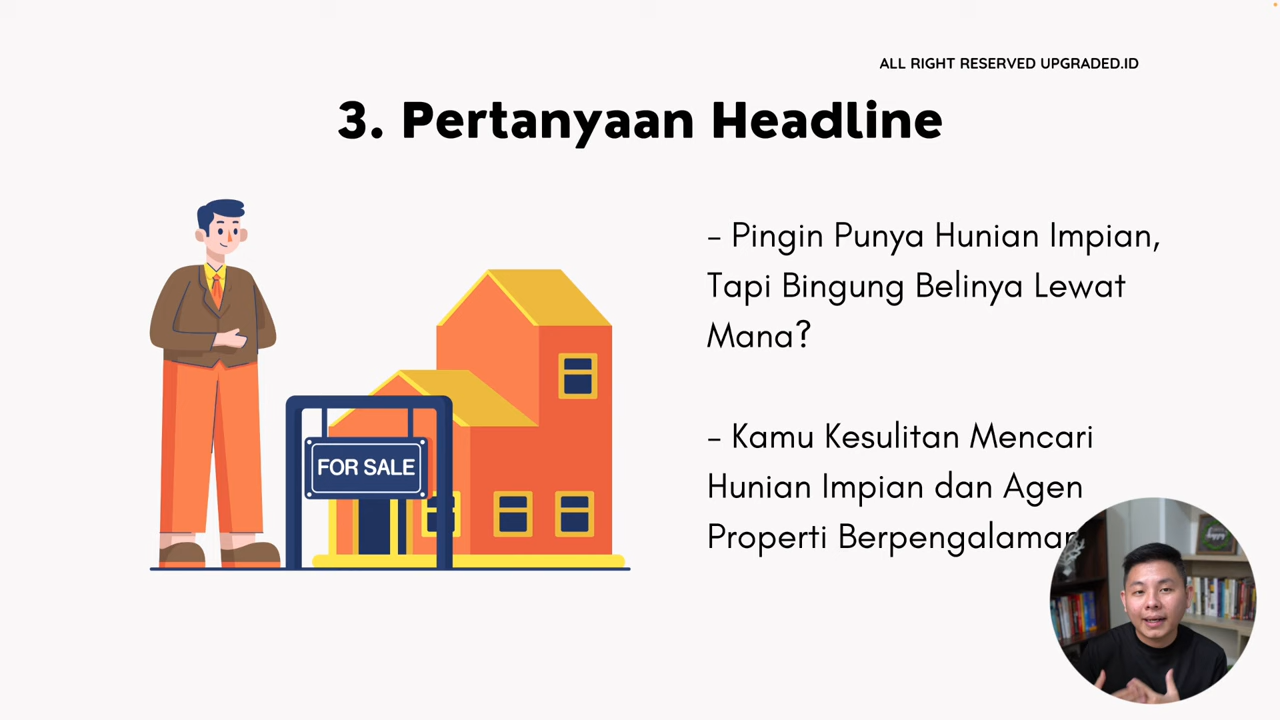 ALL RIGHT RESERVED UPGRADED.ID
3. Pertanyaan Headline
- Pingin Punya Hunian Impian,
Tapi Bingung Belinya Lewat
Mana?
- Kamu Kesulitan Mencari
Hunian Impian dan Agen
Properti Berpengalaman
FOR SALE